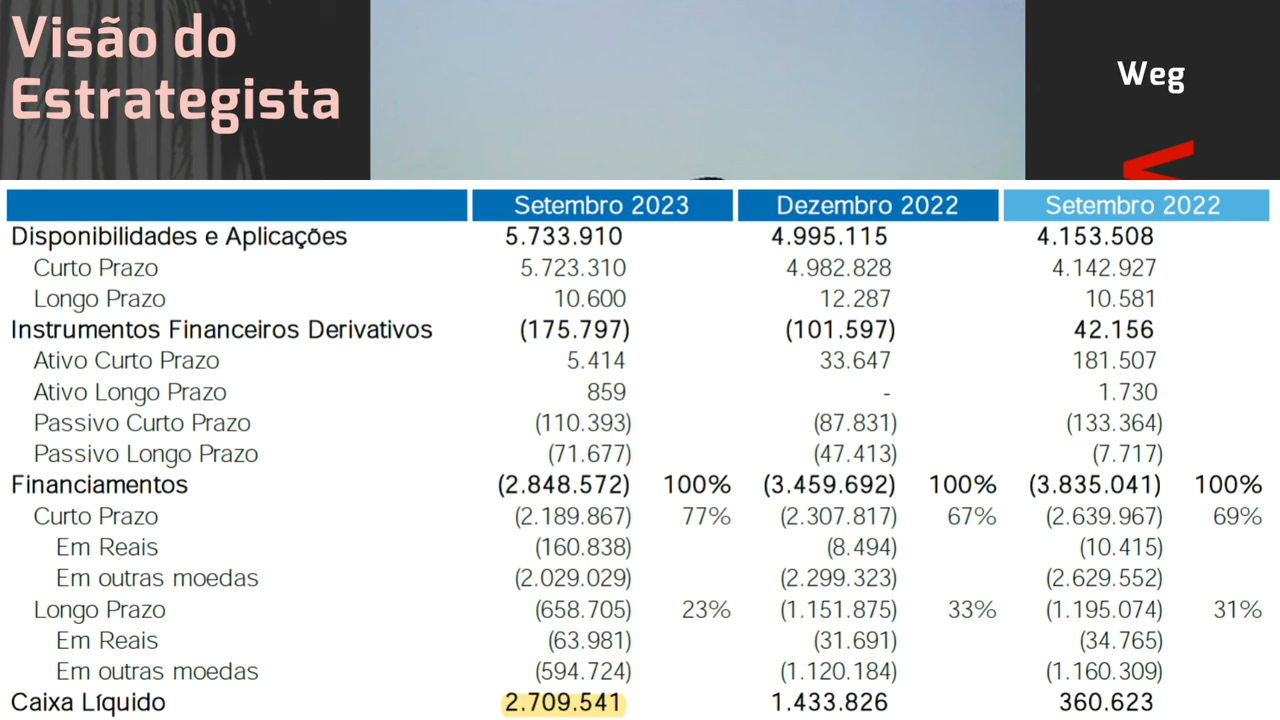 Visão do
Estrategista
Weg
Setembro 2023 Dezembro 2022 Setembro 2022
Disponibilidades e Aplicações 5.733.910 4.995.115 4.153.508
Curto Prazo 5.723.310 4.982.828 4.142.927
Longo Prazo 10.600 12.287 10.581
Instrumentos Financeiros Derivativos (175.797) (101.597) 42.156
Ativo Curto Prazo 5.414 33.647 181.507
Ativo Longo Prazo 859 - 1.730
Passivo Curto Prazo (110.393) (87.831) (133.364)
Passivo Longo Prazo (71.677) (47.413) (7.717)
Financiamentos (2.848.572) 100% (3.459.692) 100% (3.835.041) 100%
Curto Prazo (2.189.867) 77% (2.307.817) 67% (2.639.967) 69%
Em Reais (160.838) (8.494) (10.415)
Em outras moedas (2.029.029) (2.299.323) (2.629.552)
Longo Prazo (658.705) 23% (1.151.875) 33% (1.195.074) 31%
Em Reais (63.981) (31.691) (34.765)
Em outras moedas (594.724) (1.120.184) (1.160.309)
Caixa Líquido 2.709.541 1.433.826 360.623